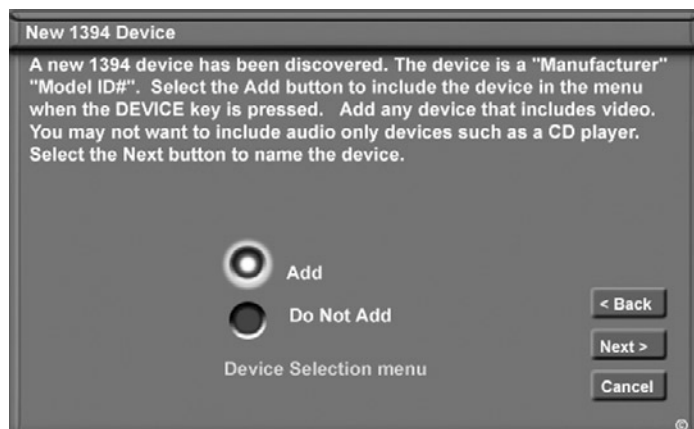 New 1394 Device
A new 1394 device has been discovered. The device is a "Manufacturer"
"Model ID#". Select the Add button to include the device in the menu
when the DEVICE key is pressed. Add any device that includes video.
You may not want to include audio only devices such as a CD player.
Select the Next button to name the device.
Add
Do Not Add
Device Selection menu
< Back
Next >
Cancel
©